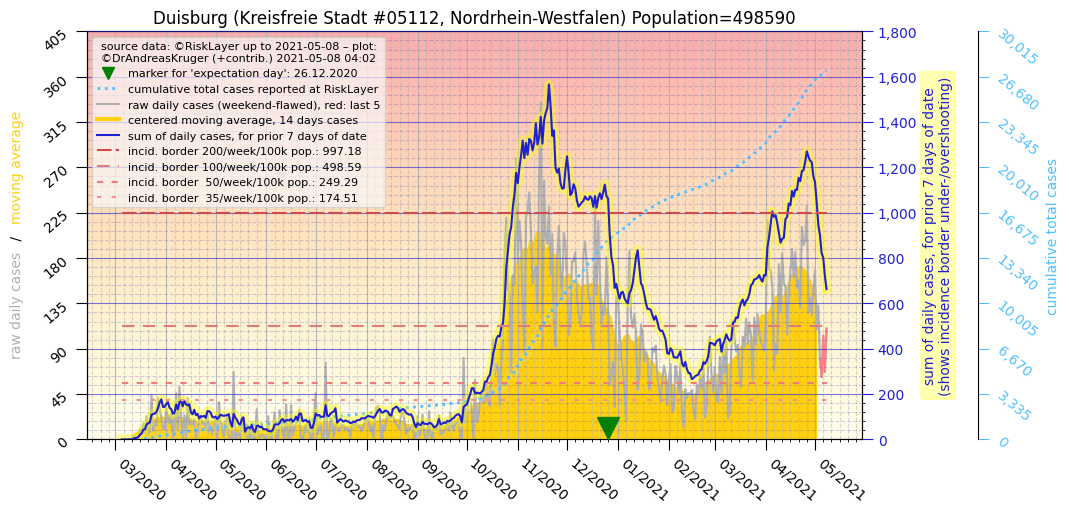 Duisburg (Kreisfreie Stadt #05112, Nordrhein-Westfalen) Population=498590
source data: ©RiskLayer up to 2021-05-08 – plot:
©DrAndreasKruger (+contrib.) 2021-05-08 04:02
marker for 'expectation day': 26.12.2020
cumulative total cases reported at RiskLayer
raw daily cases (weekend-flawed), red: last 5
centered moving average, 14 days cases
sum of daily cases, for prior 7 days of date
incid. border 200/week/100k pop.: 997.18
incid. border 100/week/100k pop.: 498.59
incid. border  50/week/100k pop.: 249.29
incid. border  35/week/100k pop.: 174.51
raw daily cases  /  moving average
405
360
315
270
225
180
135
90
45
0
03/2020
04/2020
05/2020
06/2020
07/2020
08/2020
09/2020
10/2020
11/2020
12/2020
01/2021
02/2021
03/2021
04/2021
05/2021
1,800
1,600
1,400
1,200
1,000
800
600
400
200
0
sum of daily cases, for prior 7 days of date
(shows incidence border under-/overshooting)
30,015
26,680
23,345
20,010
16,675
13,340
10,005
6,670
3,335
0
cumulative total cases